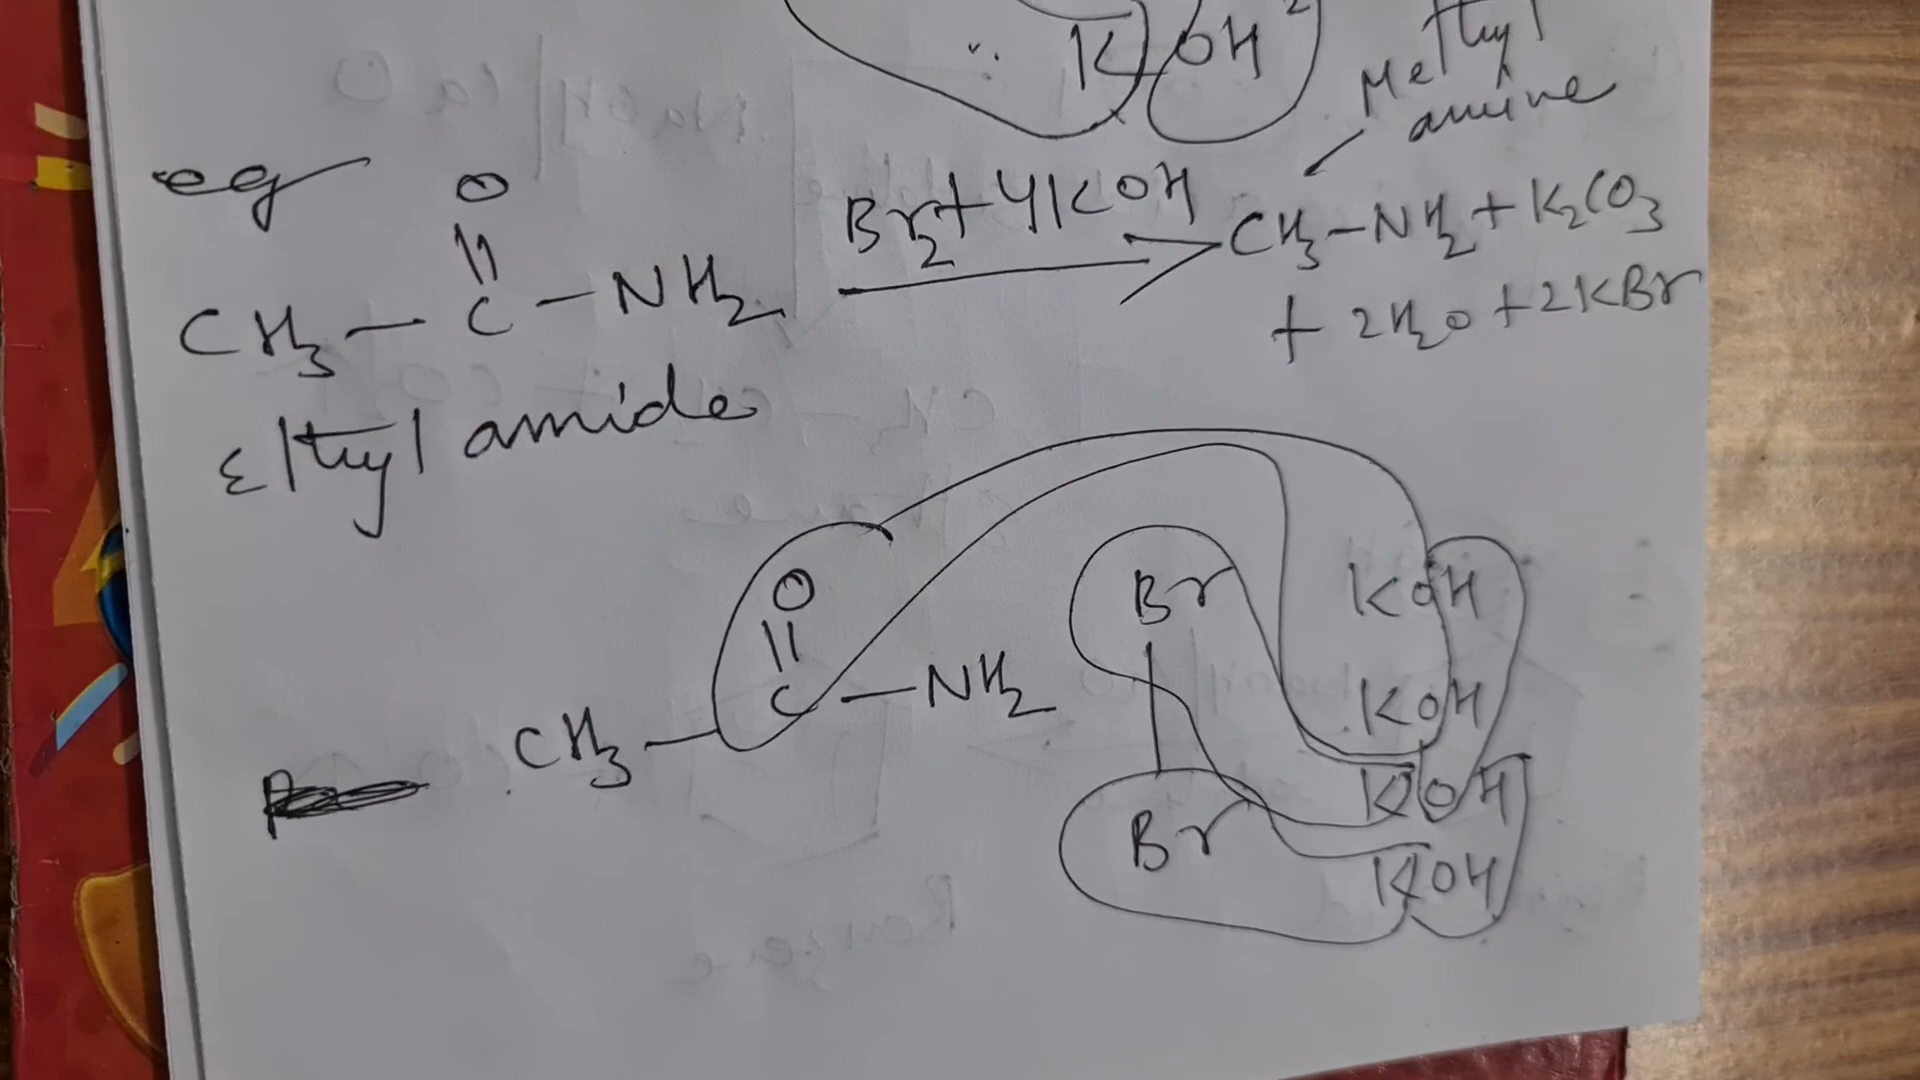 K OH 2
Methyl
amine
eg
O
||
CH3 — C — NH2
Br2 + 4KOH
CH3 – NH2 + K2CO3
+ 2H2O + 2KBr
Ethyl amide
O
||
CH3 — C — NH2
Br
Br
KOH
KOH
KOH
KOH